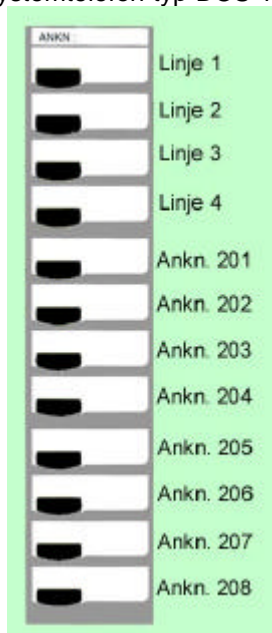 ANKN
Linje 1
Linje 2
Linje 3
Linje 4
Ankn. 201
Ankn. 202
Ankn. 203
Ankn. 204
Ankn. 205
Ankn. 206
Ankn. 207
Ankn. 208